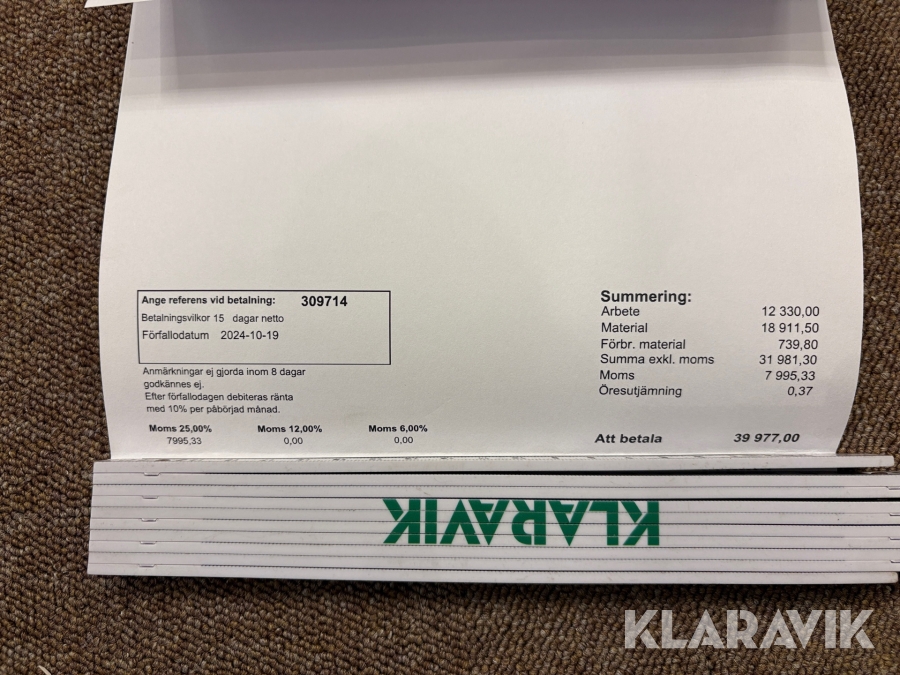 Ange referens vid betalning: 309714
Betalningsvilkor 15 dagar netto
Förfallodatum 2024-10-19
Anmärkningar ej gjorda inom 8 dagar
godkännes ej.
Efter förfallodagen debiteras ränta
med 10% per påbörjad månad.
Moms 25,00% Moms 12,00% Moms 6,00%
7995,33 0,00 0,00
Summering:
Arbete 12 330,00
Material 18 911,50
Förbr. material 739,80
Summa exkl. moms 31 981,30
Moms 7 995,33
Öresutjämning 0,37
Att betala 39 977,00
KLARAVIK
KLARAVIK